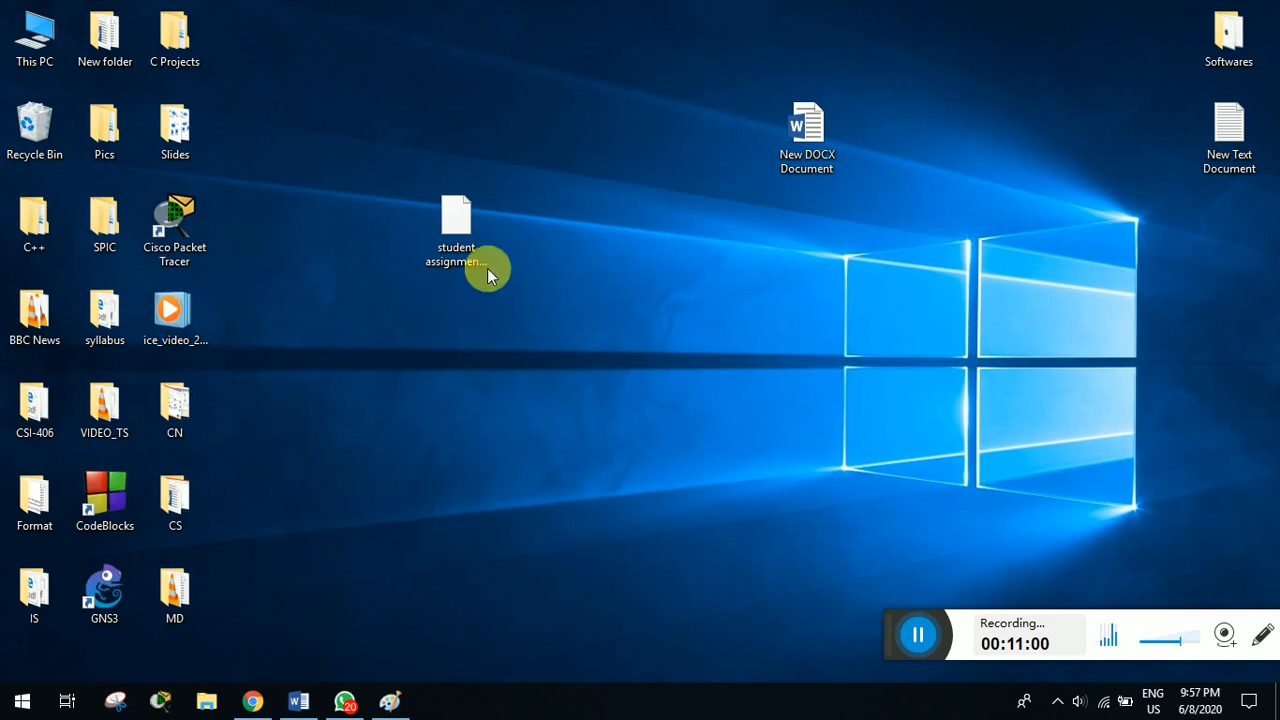 This PC
New folder
C Projects
Softwares
Recycle Bin
Pics
Slides
W
New DOCX
Document
New Text
Document
C++
SPIC
Cisco Packet
Tracer
student
assignmen...
BBC News
syllabus
ice_video_2...
CSI-406
VIDEO_TS
CN
Format
CodeBlocks
CS
IS
GNS3
MD
Recording...
00:11:00
W
20
ENG
US
9:57 PM
6/8/2020